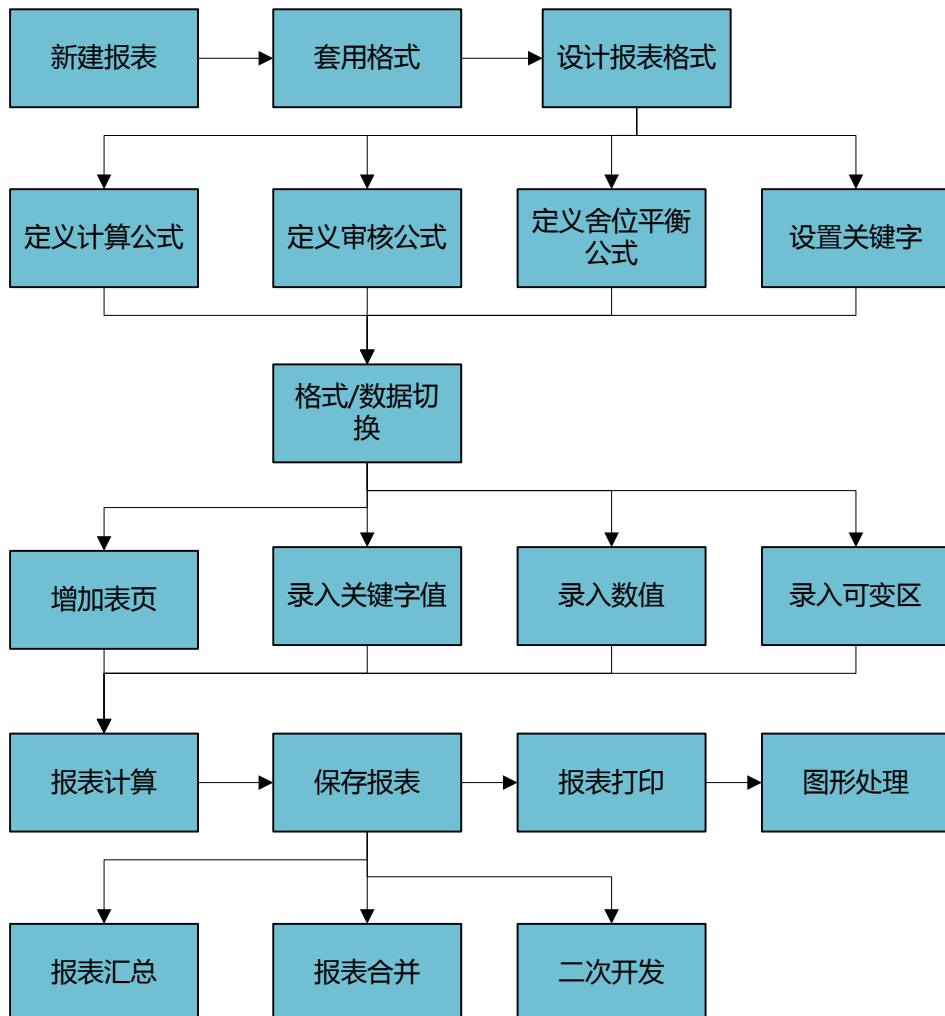 新建报表
套用格式
设计报表格式
定义计算公式
定义审核公式
定义舍位平衡
公式
设置关键字
格式/数据切
换
增加表页
录入关键字值
录入数值
录入可变区
报表计算
保存报表
报表打印
图形处理
报表汇总
报表合并
二次开发